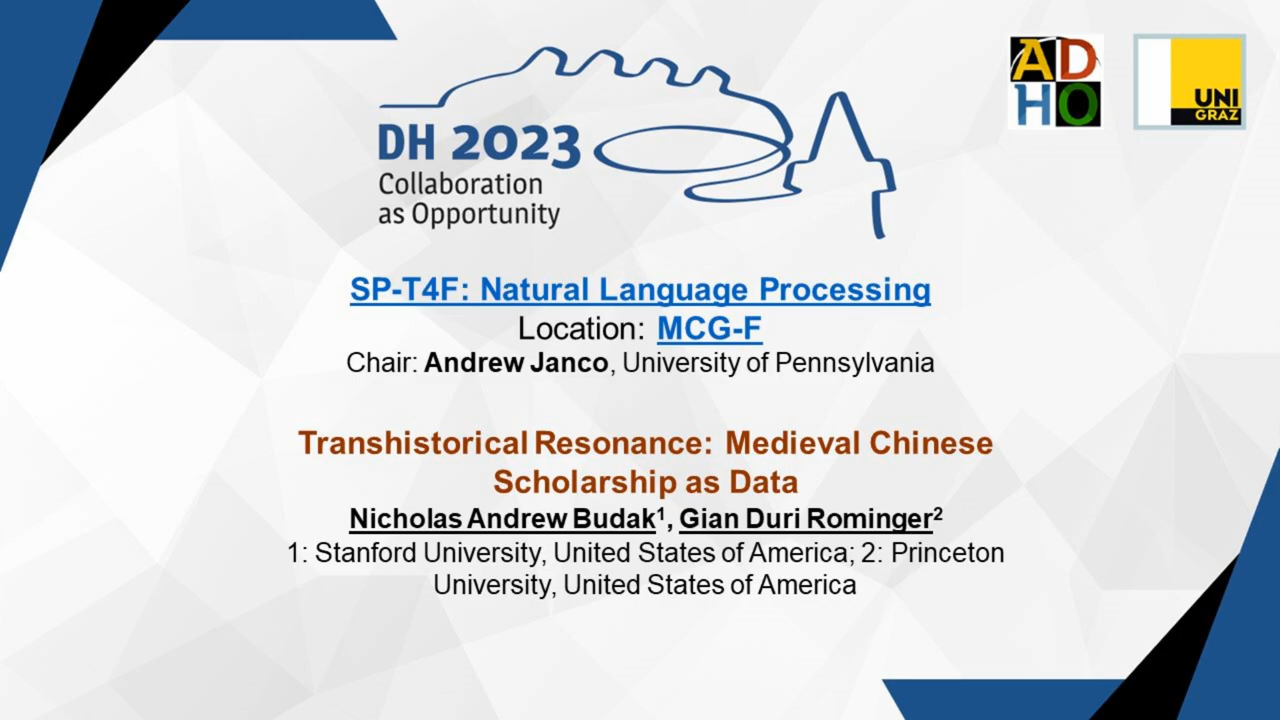 AD
HO
UNI
GRAZ
DH 2023
Collaboration
as Opportunity
SP-T4F: Natural Language Processing
Location: MCG-F
Chair: Andrew Janco, University of Pennsylvania
Transhistorical Resonance: Medieval Chinese
Scholarship as Data
Nicholas Andrew Budak¹, Gian Duri Rominger²
1: Stanford University, United States of America; 2: Princeton
University, United States of America